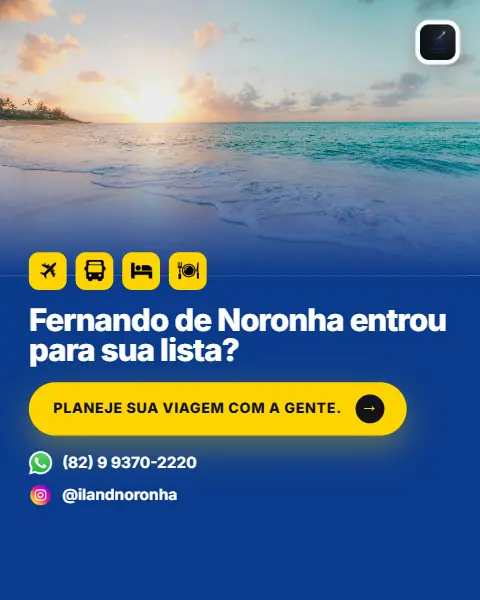 Fernando de Noronha entrou
para sua lista?
PLANEJE SUA VIAGEM COM A GENTE. →
(82) 9 9370-2220
@ilandnoronha